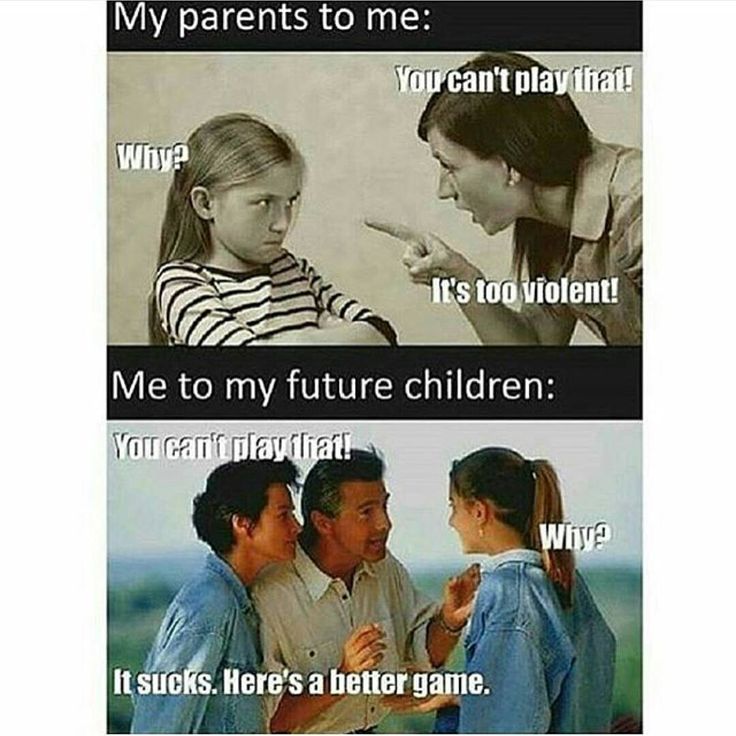 My parents to me:
You can't play that!
Why?
It's too violent!
Me to my future children:
You can't play that!
Why?
It sucks. Here's a better game.